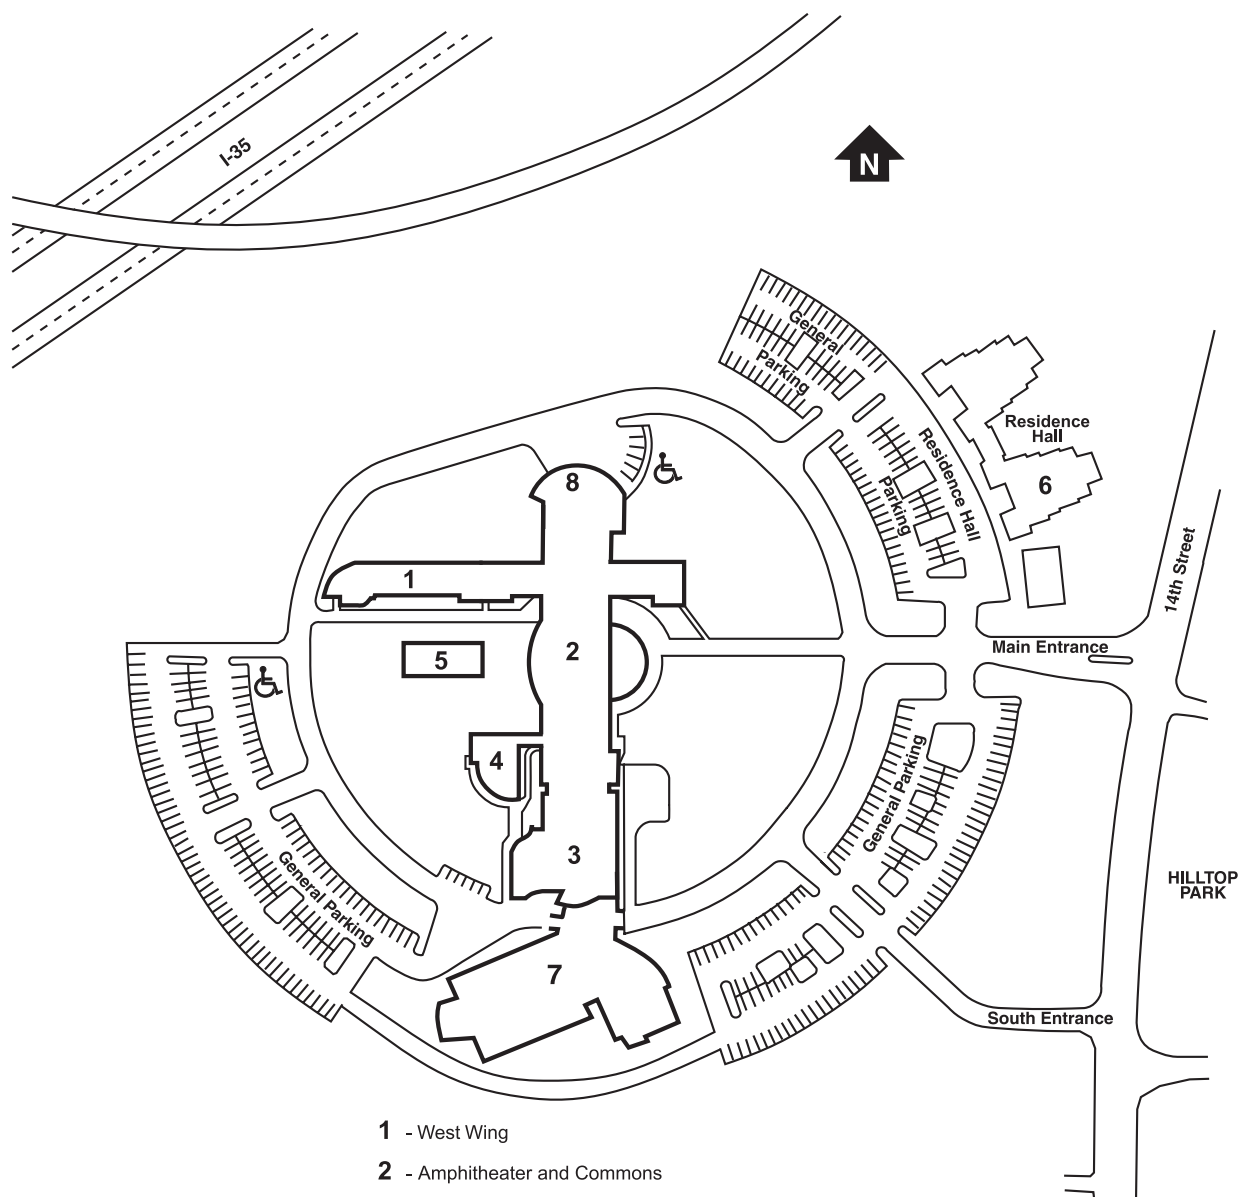 I-35
N
General
Parking
Residence
Hall
Residence Hall
Parking
6
8
14th Street
1
Main Entrance
2
5
4
General Parking
3
General Parking
HILLTOP
PARK
7
South Entrance
1 - West Wing
2 - Amphitheater and Commons